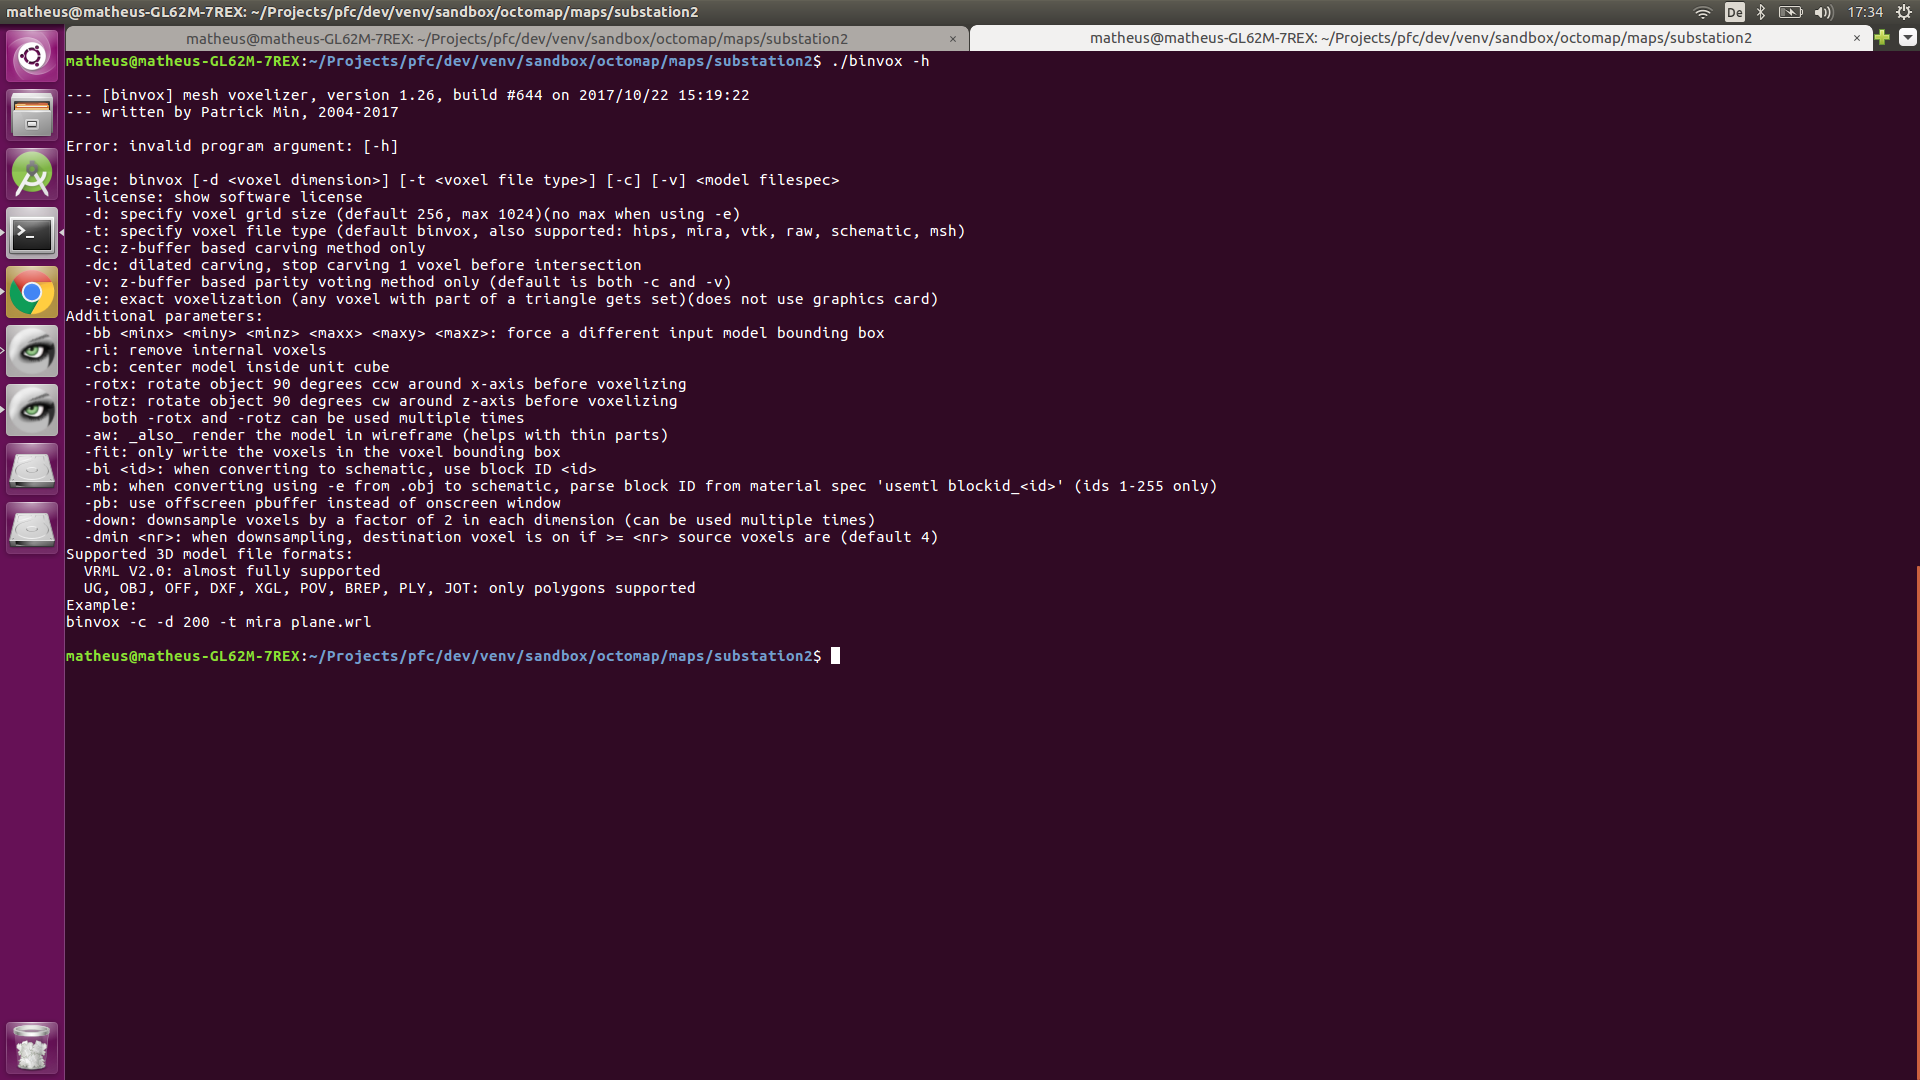 matheus@matheus-GL62M-7REX: ~/Projects/pfc/dev/venv/sandbox/octomap/maps/substation2
De
17:34
matheus@matheus-GL62M-7REX: ~/Projects/pfc/dev/venv/sandbox/octomap/maps/substation2 ×
matheus@matheus-GL62M-7REX: ~/Projects/pfc/dev/venv/sandbox/octomap/maps/substation2 ×
matheus@matheus-GL62M-7REX:~/Projects/pfc/dev/venv/sandbox/octomap/maps/substation2$ ./binvox -h
--- [binvox] mesh voxelizer, version 1.26, build #644 on 2017/10/22 15:19:22
--- written by Patrick Min, 2004-2017
Error: invalid program argument: [-h]
Usage: binvox [-d <voxel dimension>] [-t <voxel file type>] [-c] [-v] <model filespec>
  -license: show software license
  -d: specify voxel grid size (default 256, max 1024)(no max when using -e)
  -t: specify voxel file type (default binvox, also supported: hips, mira, vtk, raw, schematic, msh)
  -c: z-buffer based carving method only
  -dc: dilated carving, stop carving 1 voxel before intersection
  -v: z-buffer based parity voting method only (default is both -c and -v)
  -e: exact voxelization (any voxel with part of a triangle gets set)(does not use graphics card)
Additional parameters:
  -bb <minx> <miny> <minz> <maxx> <maxy> <maxz>: force a different input model bounding box
  -ri: remove internal voxels
  -cb: center model inside unit cube
  -rotx: rotate object 90 degrees ccw around x-axis before voxelizing
  -rotz: rotate object 90 degrees cw around z-axis before voxelizing
    both -rotx and -rotz can be used multiple times
  -aw: _also_ render the model in wireframe (helps with thin parts)
  -fit: only write the voxels in the voxel bounding box
  -bi <id>: when converting to schematic, use block ID <id>
  -mb: when converting using -e from .obj to schematic, parse block ID from material spec 'usemtl blockid_<id>' (ids 1-255 only)
  -pb: use offscreen pbuffer instead of onscreen window
  -down: downsample voxels by a factor of 2 in each dimension (can be used multiple times)
  -dmin <nr>: when downsampling, destination voxel is on if >= <nr> source voxels are (default 4)
Supported 3D model file formats:
  VRML V2.0: almost fully supported
  UG, OBJ, OFF, DXF, XGL, POV, BREP, PLY, JOT: only polygons supported
Example:
binvox -c -d 200 -t mira plane.wrl
matheus@matheus-GL62M-7REX:~/Projects/pfc/dev/venv/sandbox/octomap/maps/substation2$